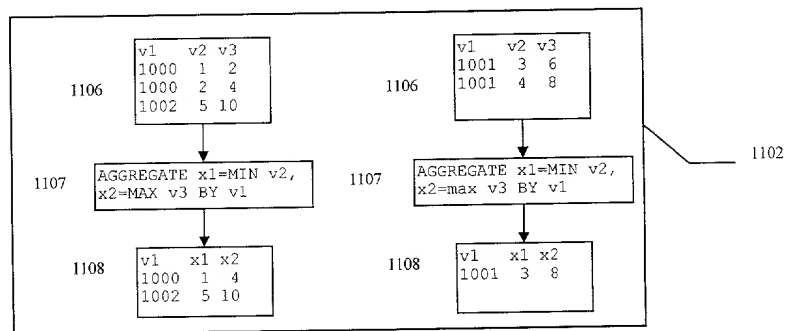 v1 v2 v3
1000 1 2
1000 2 4
1002 5 10
1106
v1 v2 v3
1001 3 6
1001 4 8
1106
1102
1107
AGGREGATE x1=MIN v2,
x2=MAX v3 BY v1
1107
AGGREGATE x1=MIN v2,
x2=max v3 BY v1
1108
v1 x1 x2
1000 1 4
1002 5 10
1108
v1 x1 x2
1001 3 8